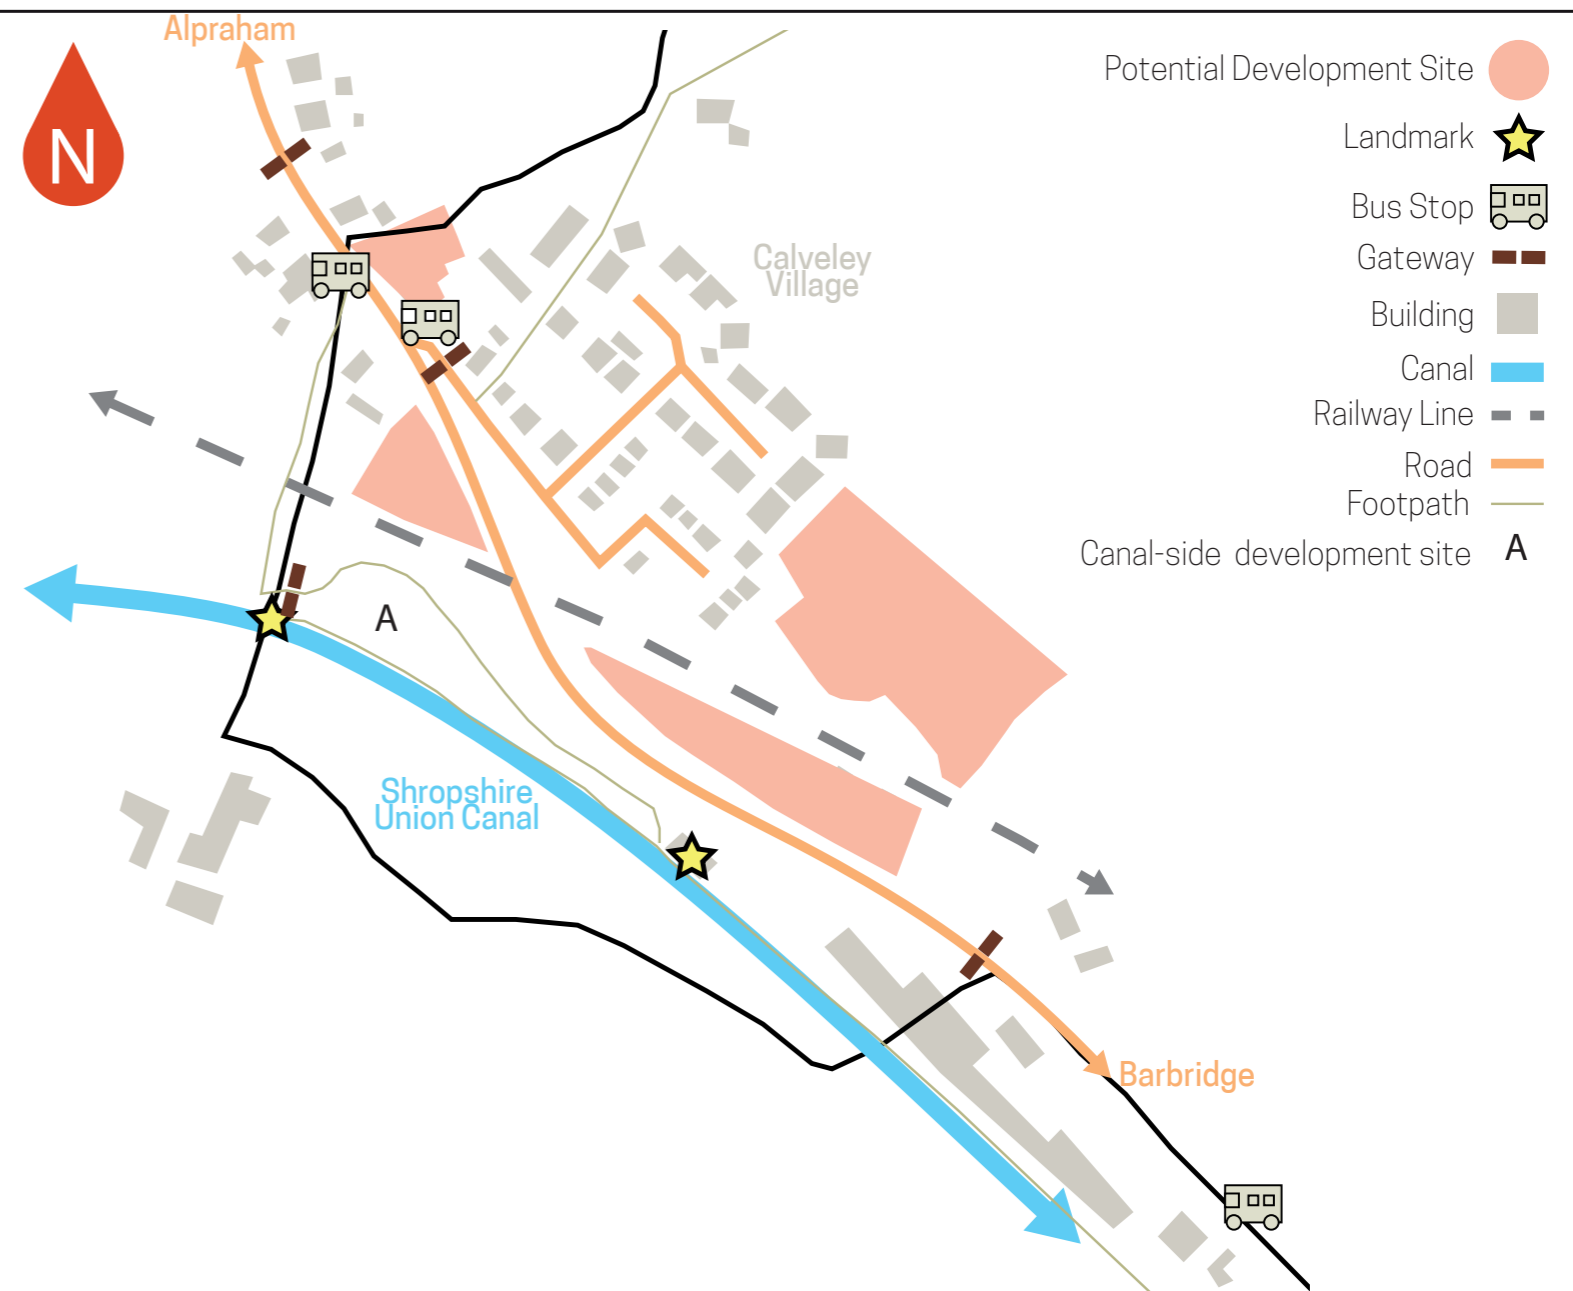 Alpraham
N
Potential Development Site
Landmark
Bus Stop
Gateway
Building
Canal
Railway Line
Road
Footpath
Canal-side development site A
Calveley
Village
A
Shropshire
Union Canal
Barbridge